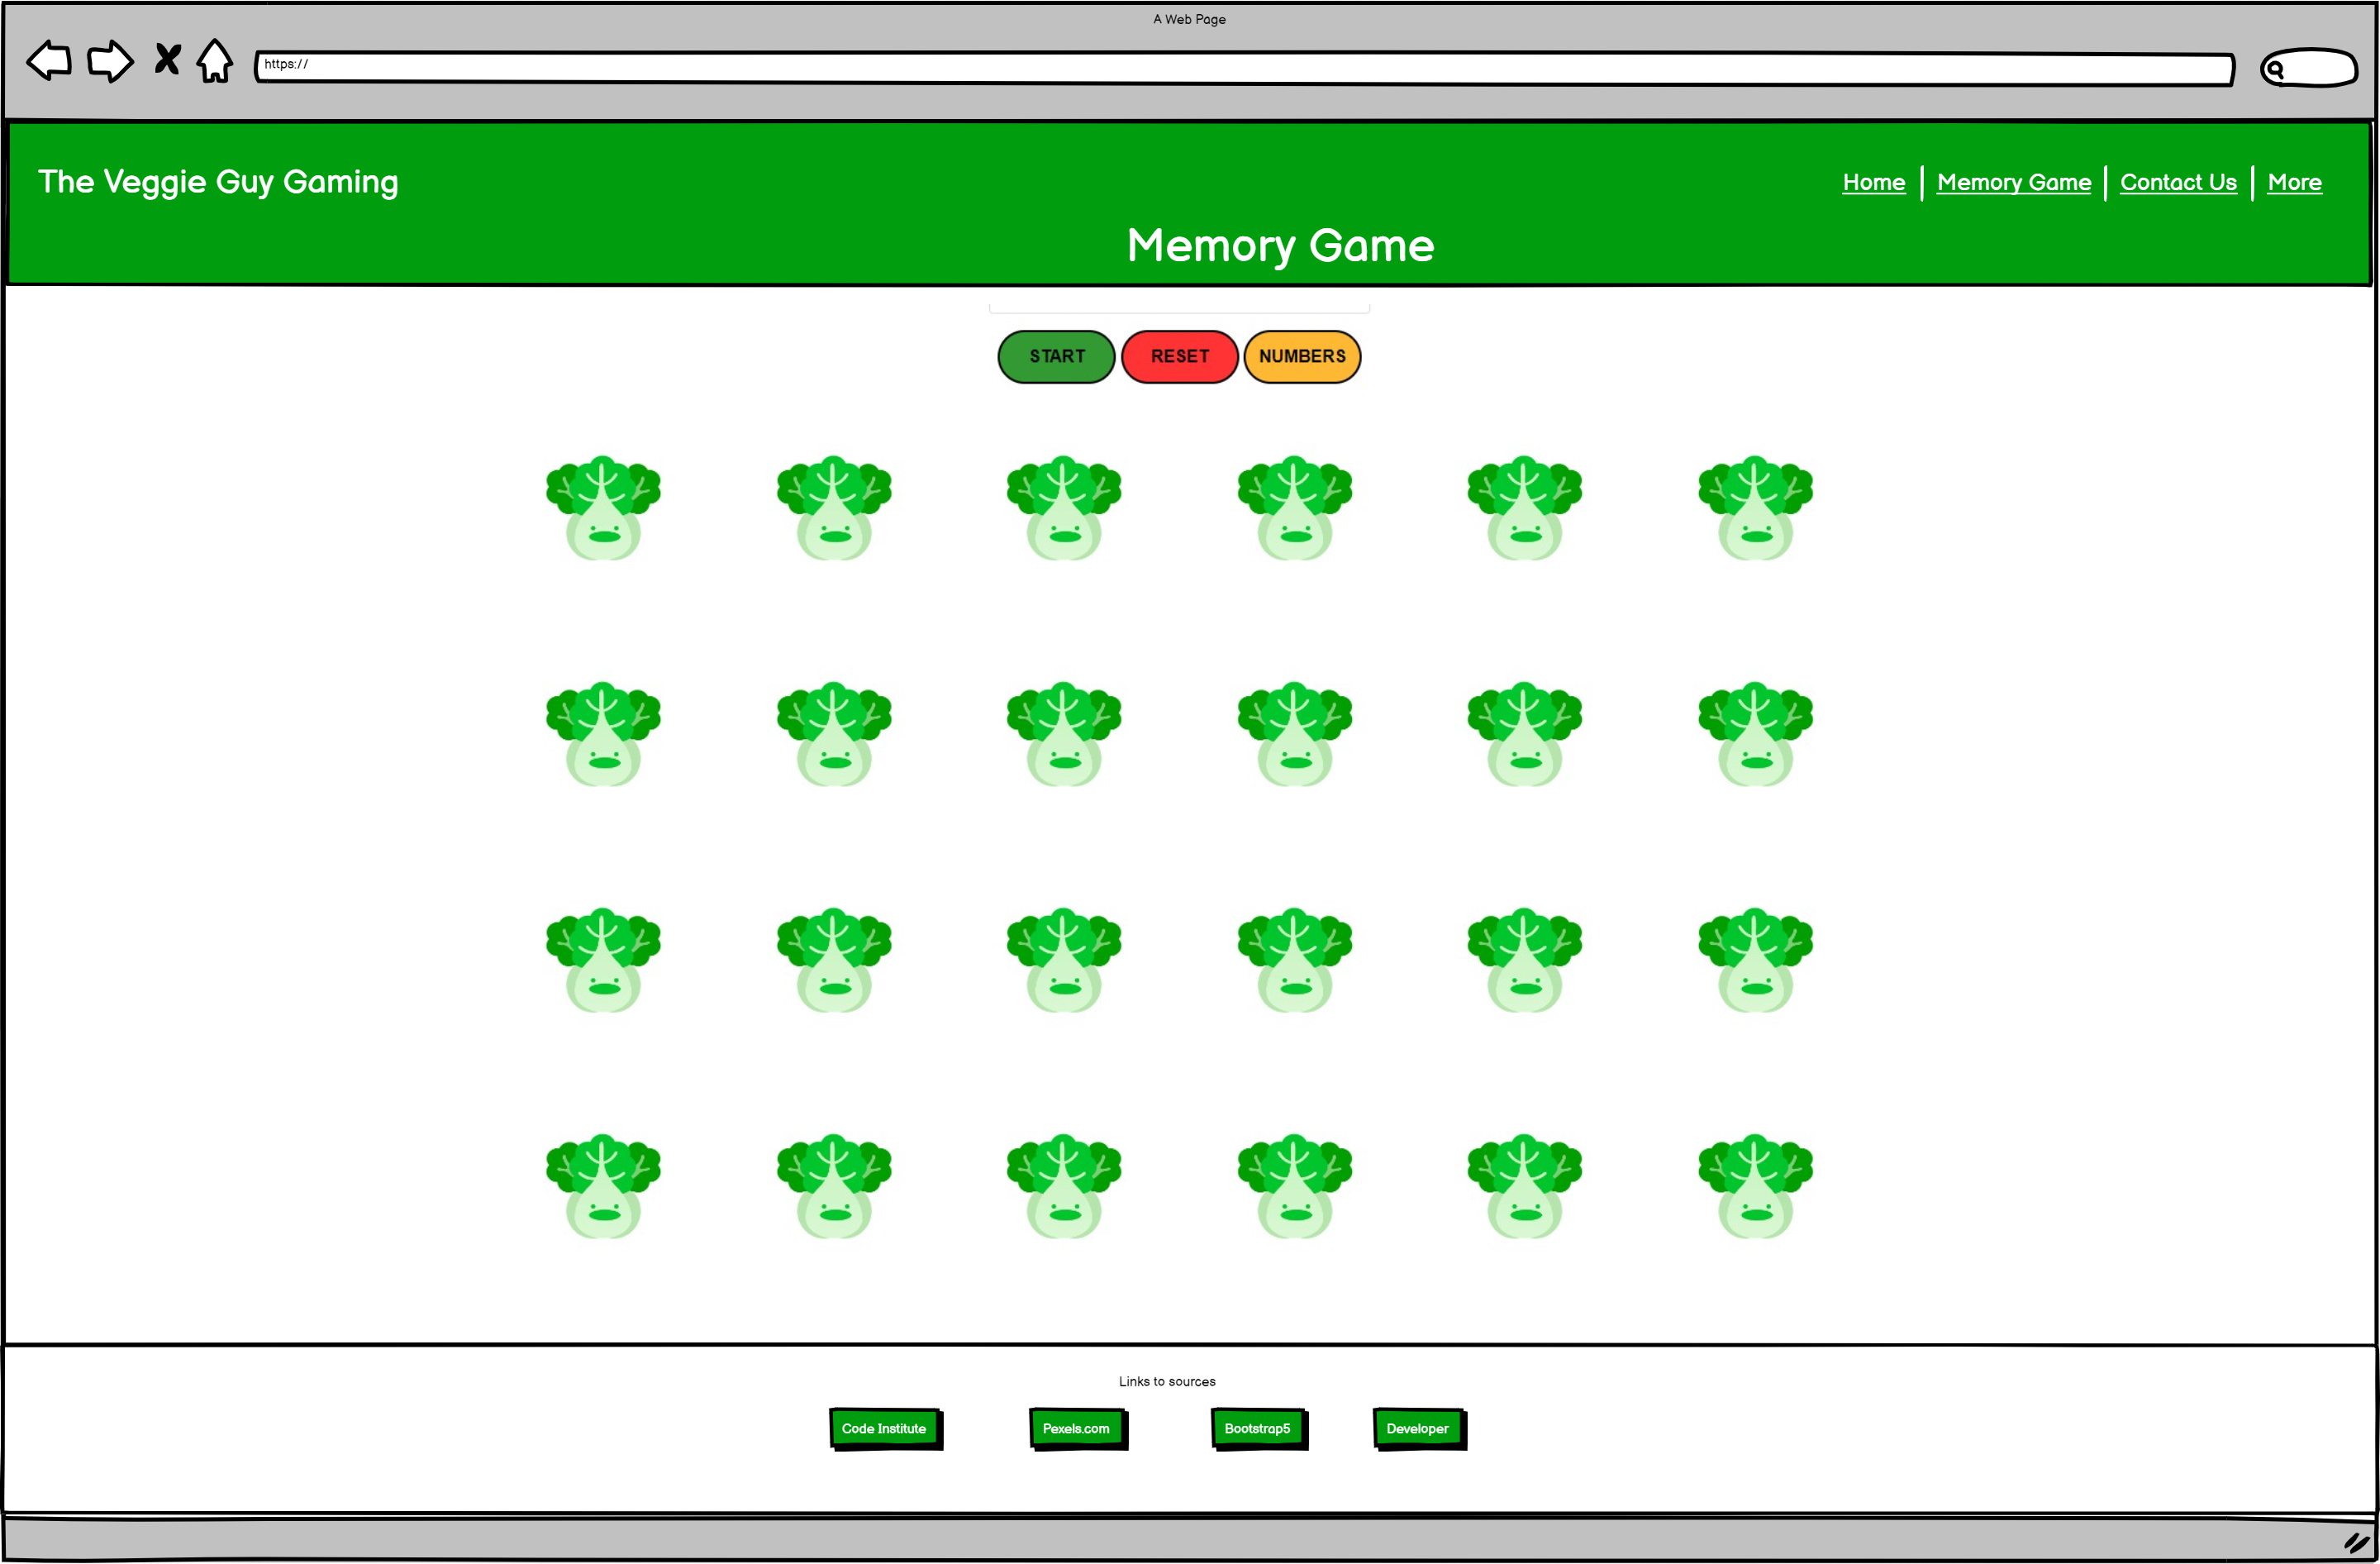 A Web Page
https://
The Veggie Guy Gaming
Home | Memory Game | Contact Us | More
Memory Game
START RESET NUMBERS
Links to sources
Code Institute Pexels.com Bootstrap5 Developer